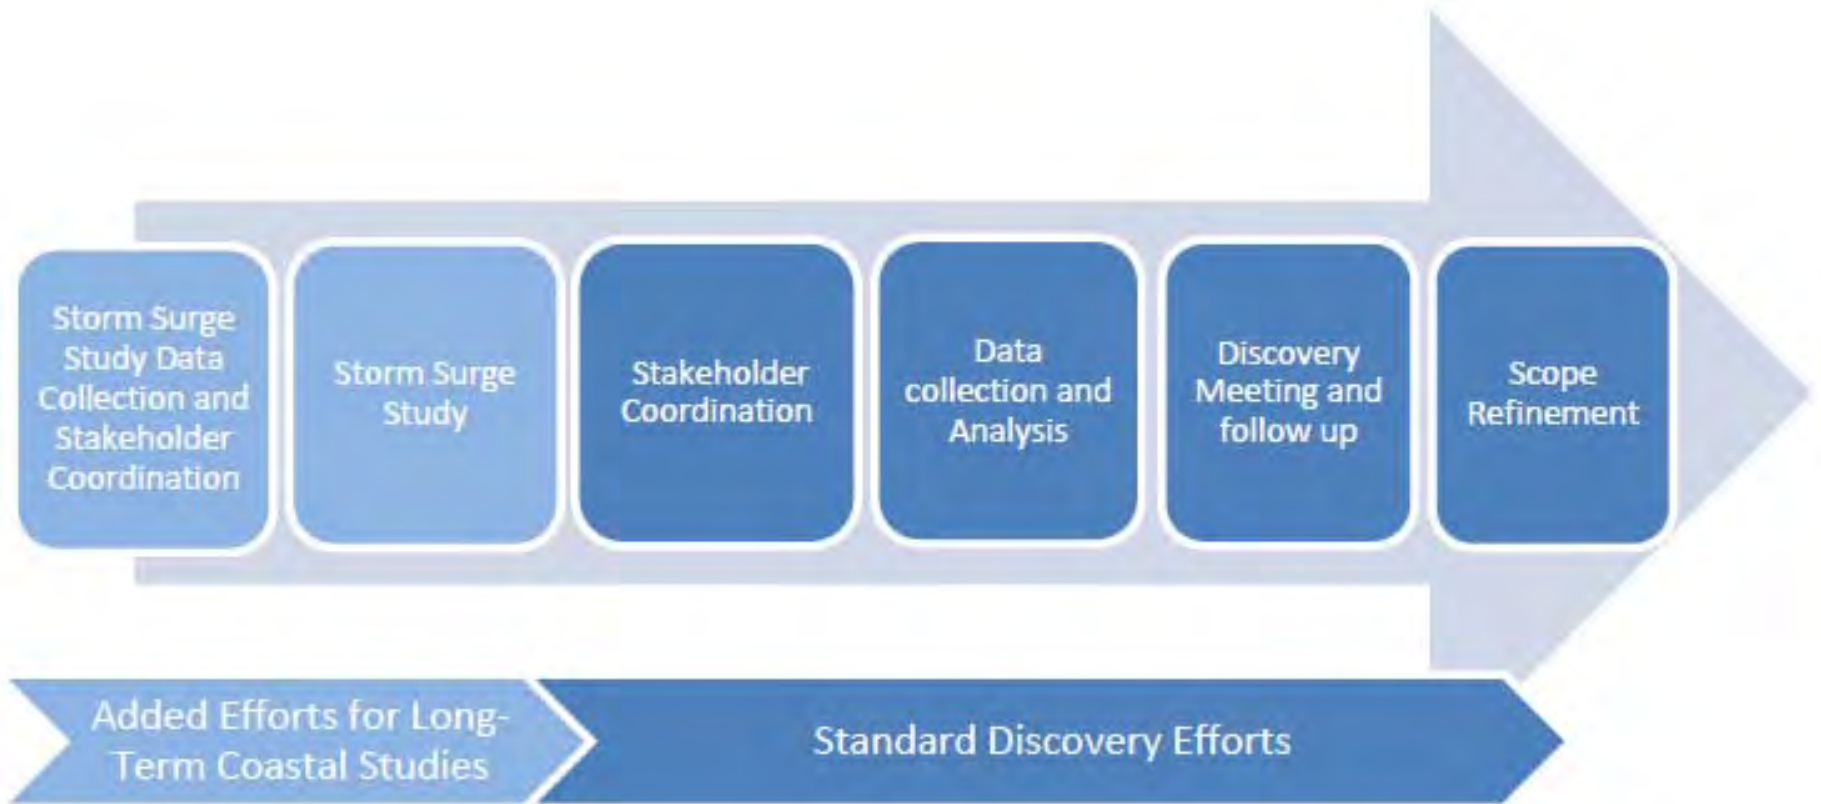 Storm Surge
Study Data
Collection and
Stakeholder
Coordination
Storm Surge
Study
Stakeholder
Coordination
Data
collection and
Analysis
Discovery
Meeting and
follow up
Scope
Refinement
Added Efforts for Long-
Term Coastal Studies
Standard Discovery Efforts